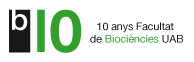 b10
10 anys Facultat
de Biociències UAB